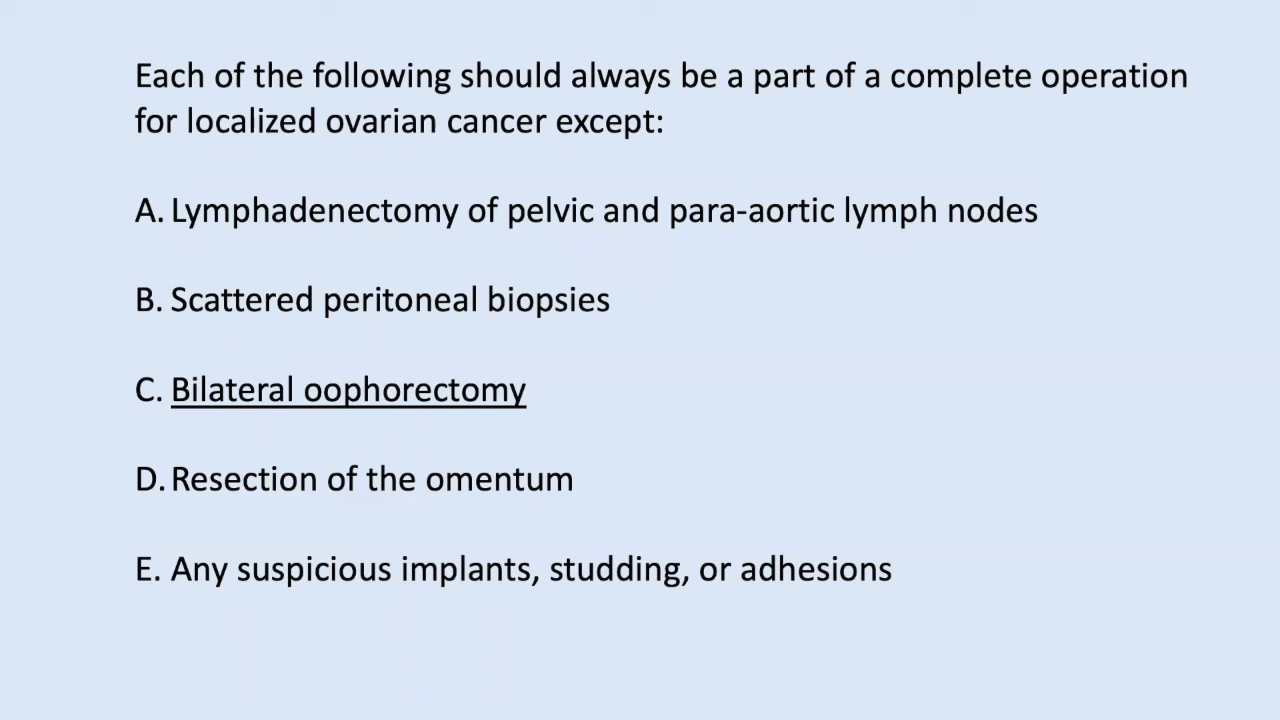 Each of the following should always be a part of a complete operation
for localized ovarian cancer except:
A. Lymphadenectomy of pelvic and para-aortic lymph nodes
B. Scattered peritoneal biopsies
C. Bilateral oophorectomy
D. Resection of the omentum
E. Any suspicious implants, studding, or adhesions